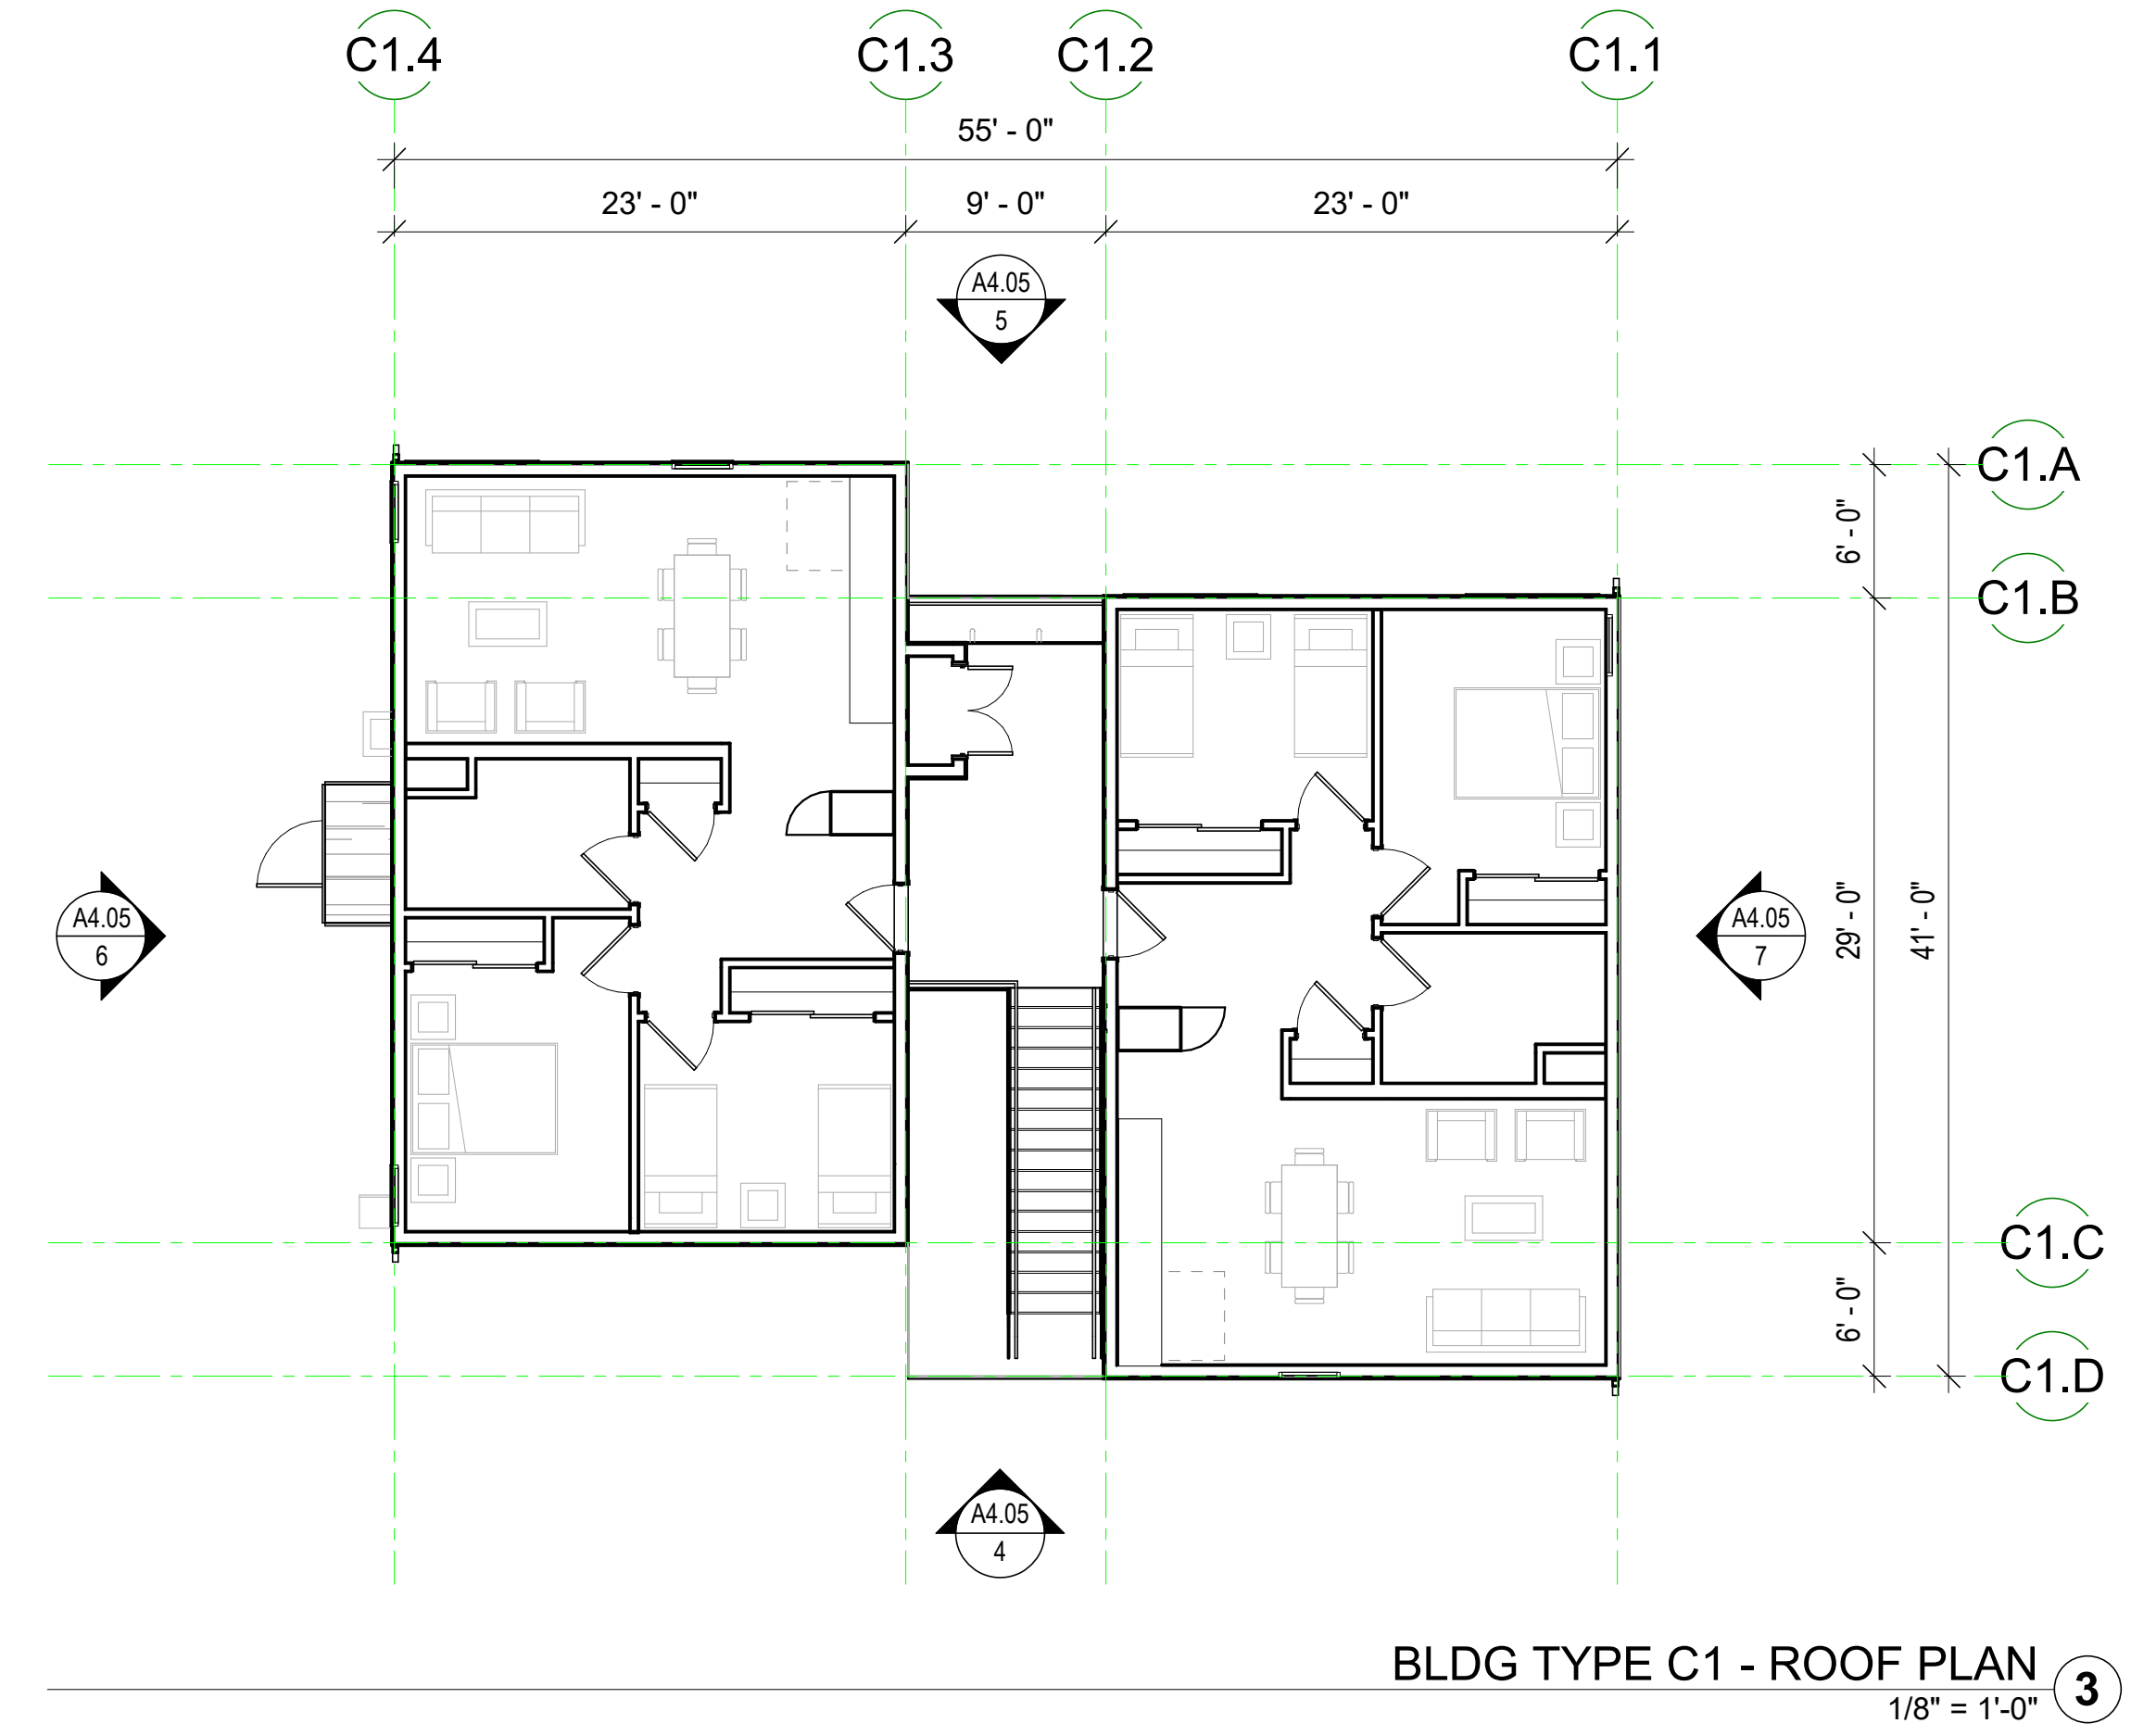 C1.4
C1.3
C1.2
C1.1
55' - 0"
23' - 0"
9' - 0"
23' - 0"
A4.05
5
C1.A
6' - 0"
C1.B
A4.05
6
A4.05
7
29' - 0"
41' - 0"
C1.C
6' - 0"
C1.D
A4.05
4
BLDG TYPE C1 - ROOF PLAN
3
1/8" = 1'-0"